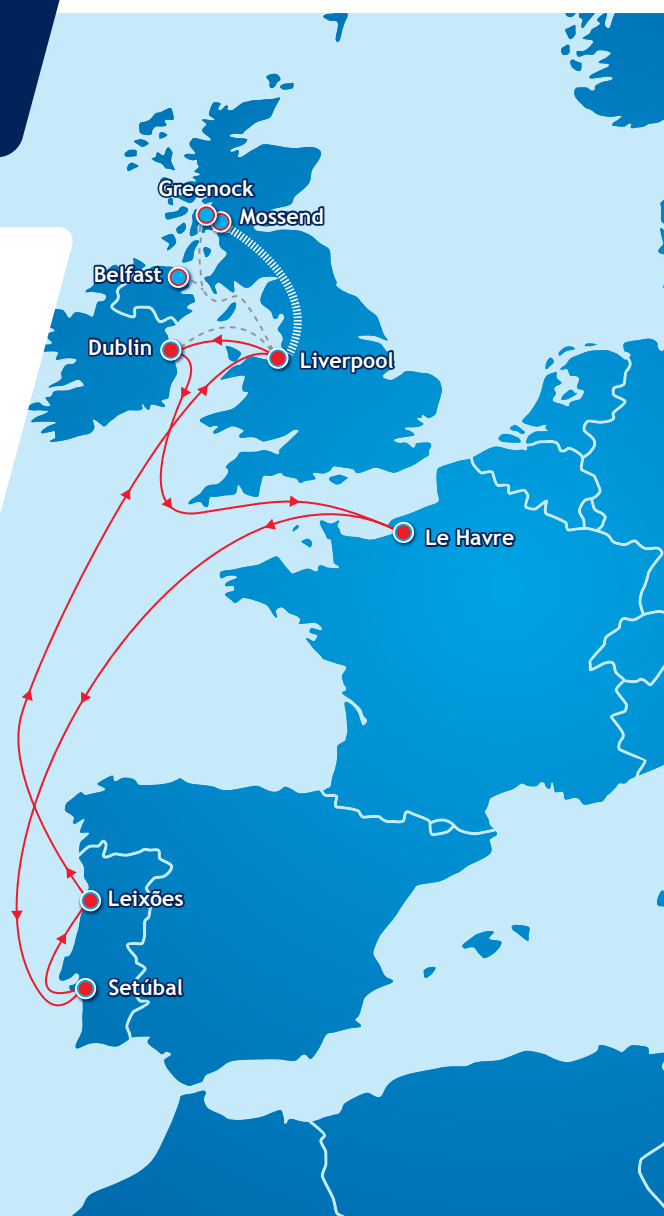 Greenock
Mossend
Belfast
Dublin
Liverpool
Le Havre
Leixões
Setúbal